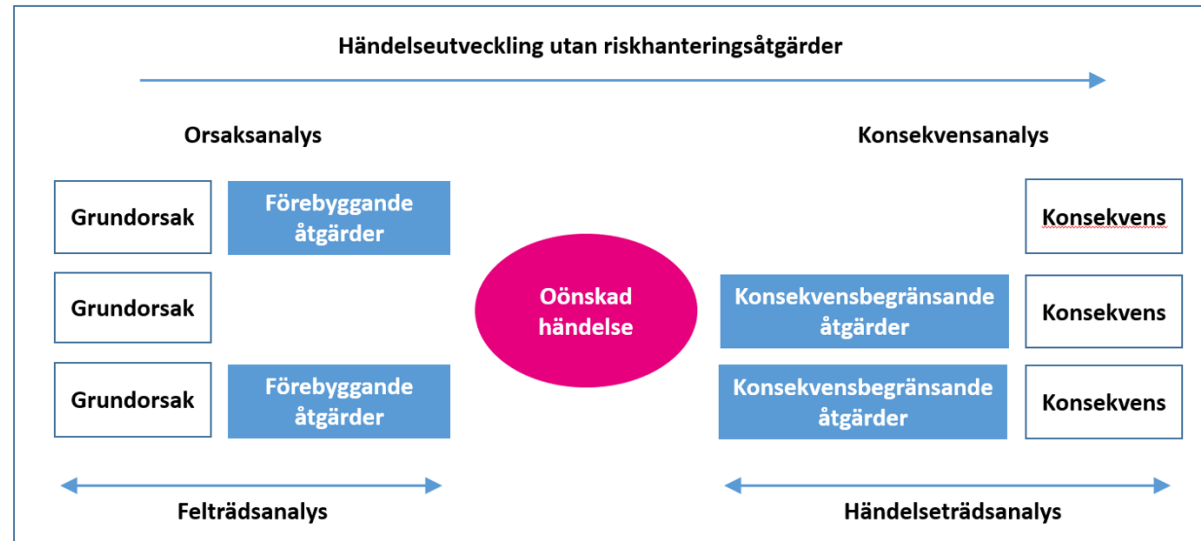 Händelseutveckling utan riskhanteringsåtgärder
Orsaksanalys
Konsekvensanalys
Grundorsak
Förebyggande
åtgärder
Konsekvens
Grundorsak
Oönskad
händelse
Konsekvensbegränsande
åtgärder
Konsekvens
Grundorsak
Förebyggande
åtgärder
Konsekvensbegränsande
åtgärder
Konsekvens
Felträdsanalys
Händelseträdsanalys